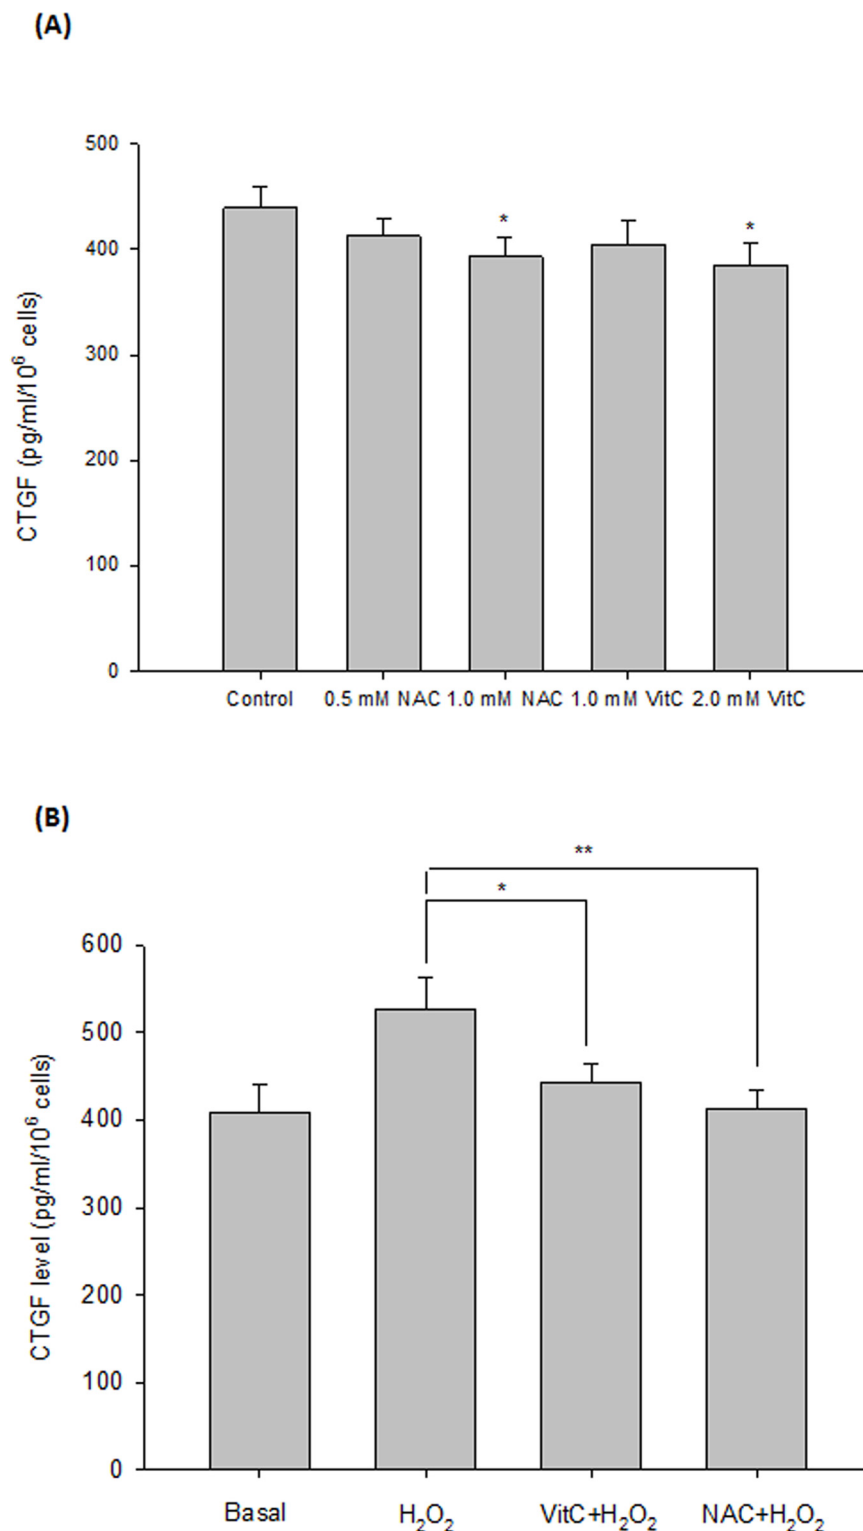 (A)
500
400
300
200
100
0
CTGF (pg/ml/10⁶ cells)
* *
Control 0.5 mM NAC 1.0 mM NAC 1.0 mM VitC 2.0 mM VitC
(B)
**
*
600
500
400
300
200
100
0
CTGF level (pg/ml/10⁶ cells)
Basal H₂O₂ VitC+H₂O₂ NAC+H₂O₂